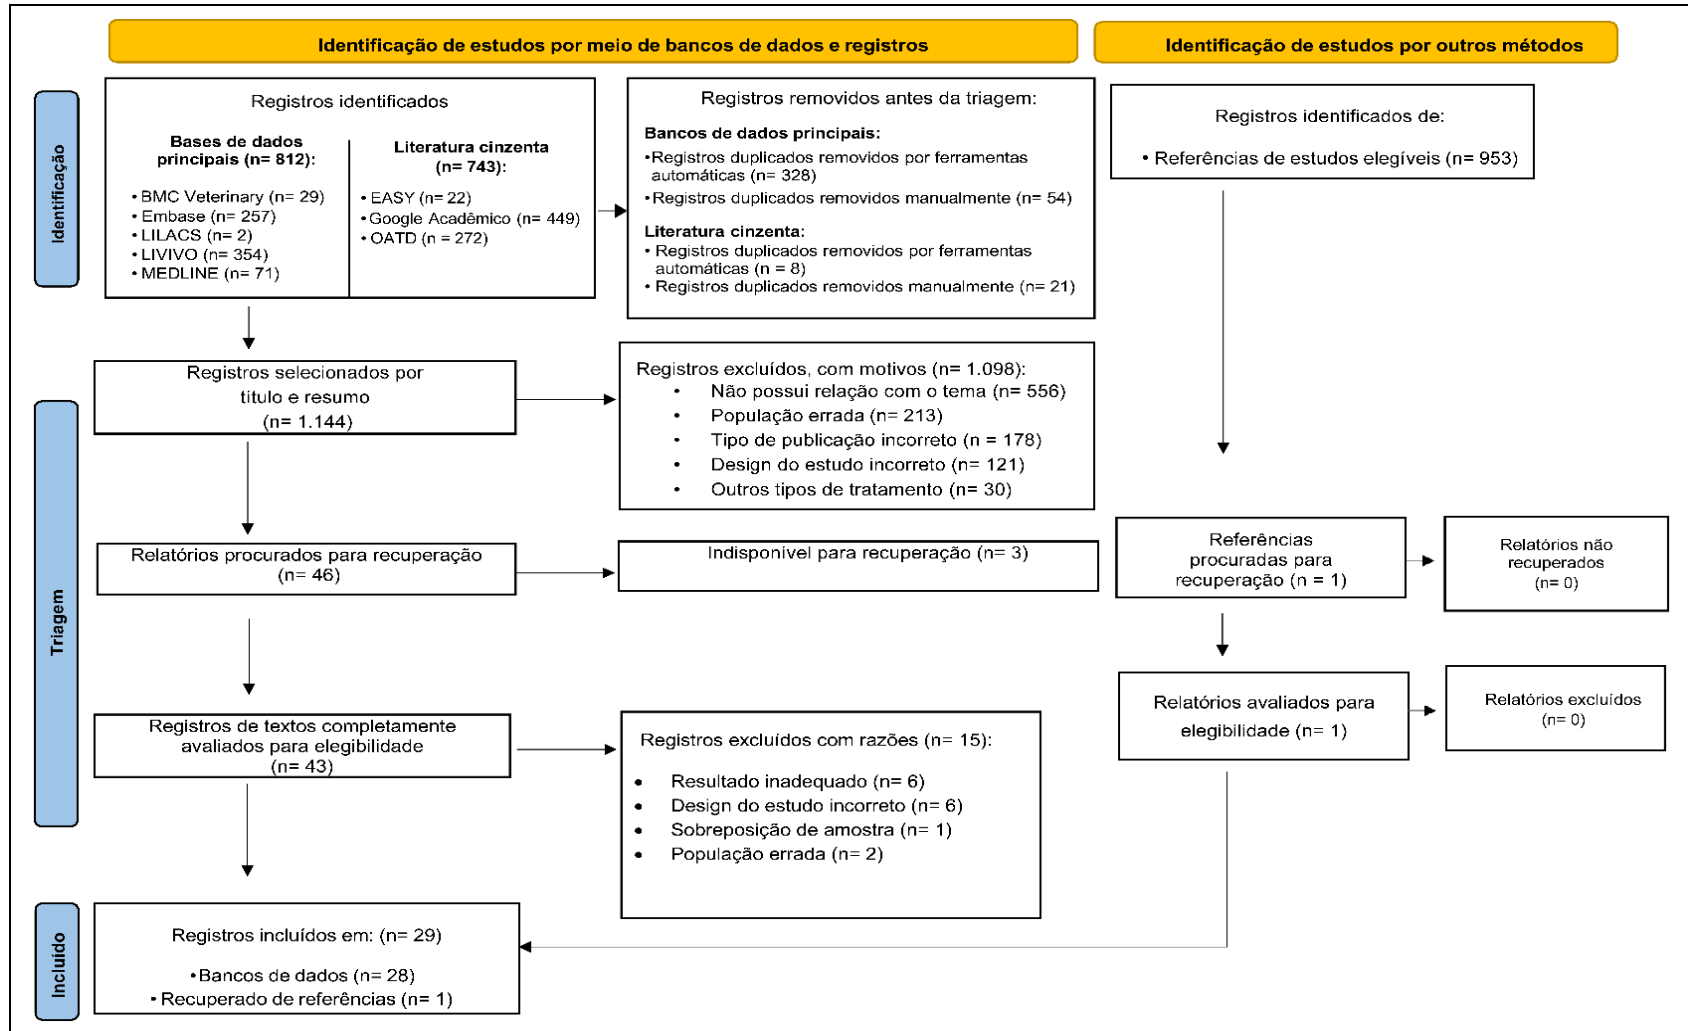 Identificação de estudos por meio de bancos de dados e registros
Identificação de estudos por outros métodos
Identificação
Registros identificados
Bases de dados
principais (n= 812):
• BMC Veterinary (n= 29)
• Embase (n= 257)
• LILACS (n= 2)
• LIVIVO (n= 354)
• MEDLINE (n= 71)
Literatura cinzenta
(n= 743):
• EASY (n= 22)
• Google Acadêmico (n= 449)
• OATD (n = 272)
Registros removidos antes da triagem:
Bancos de dados principais:
• Registros duplicados removidos por ferramentas
automáticas (n= 328)
• Registros duplicados removidos manualmente (n= 54)
Literatura cinzenta:
• Registros duplicados removidos por ferramentas
automáticas (n = 8)
• Registros duplicados removidos manualmente (n= 21)
Registros identificados de:
• Referências de estudos elegíveis (n= 953)
Triagem
Registros selecionados por
título e resumo
(n= 1.144)
Registros excluídos, com motivos (n= 1.098):
• Não possui relação com o tema (n= 556)
• População errada (n= 213)
• Tipo de publicação incorreto (n = 178)
• Design do estudo incorreto (n= 121)
• Outros tipos de tratamento (n= 30)
Relatórios procurados para recuperação
(n= 46)
Indisponível para recuperação (n= 3)
Referências
procuradas para
recuperação (n = 1)
Relatórios não
recuperados
(n= 0)
Registros de textos completamente
avaliados para elegibilidade
(n= 43)
Registros excluídos com razões (n= 15):
• Resultado inadequado (n= 6)
• Design do estudo incorreto (n= 6)
• Sobreposição de amostra (n= 1)
• População errada (n= 2)
Relatórios avaliados para
elegibilidade (n= 1)
Relatórios excluídos
(n= 0)
Incluído
Registros incluídos em: (n= 29)
• Bancos de dados (n= 28)
• Recuperado de referências (n= 1)